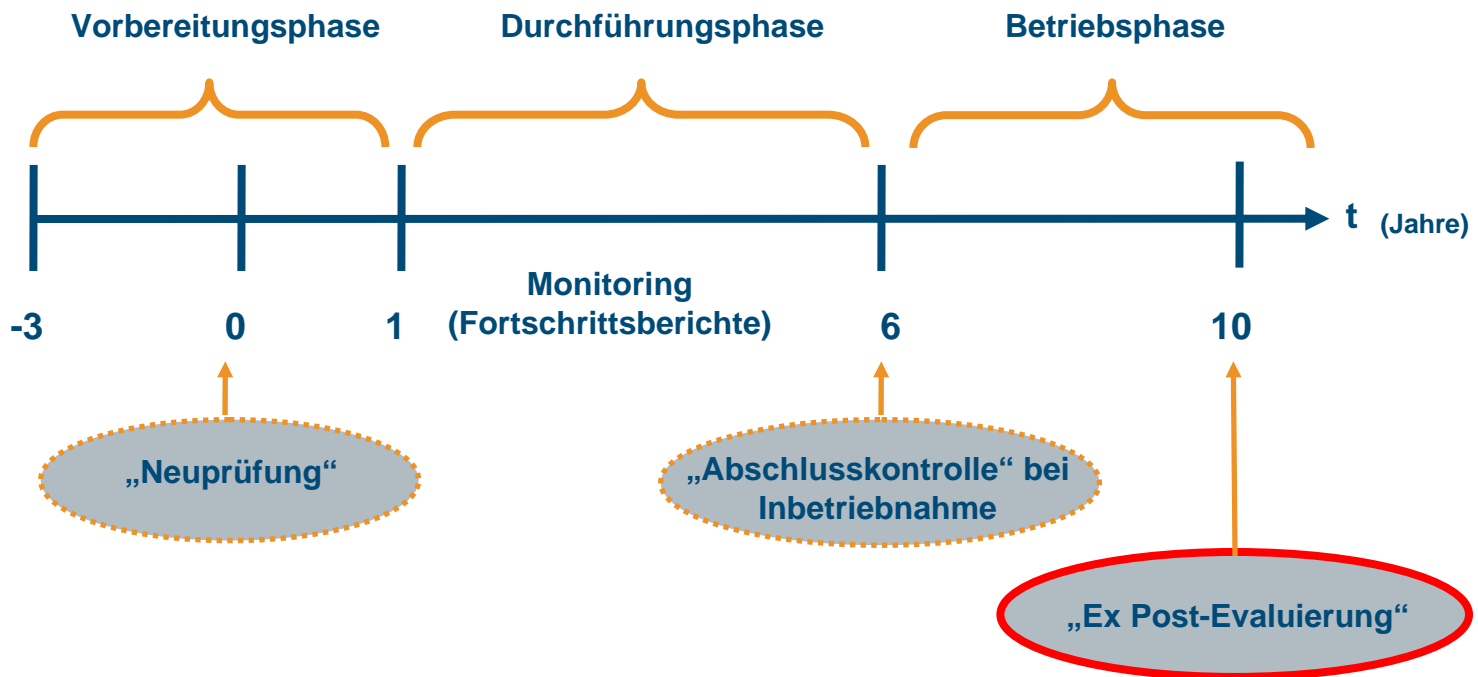 Vorbereitungsphase
Durchführungsphase
Betriebsphase
t (Jahre)
Monitoring
(Fortschrittsberichte)
-3
0
1
6
10
„Neuprüfung“
„Abschlusskontrolle“ bei
Inbetriebnahme
„Ex Post-Evaluierung“